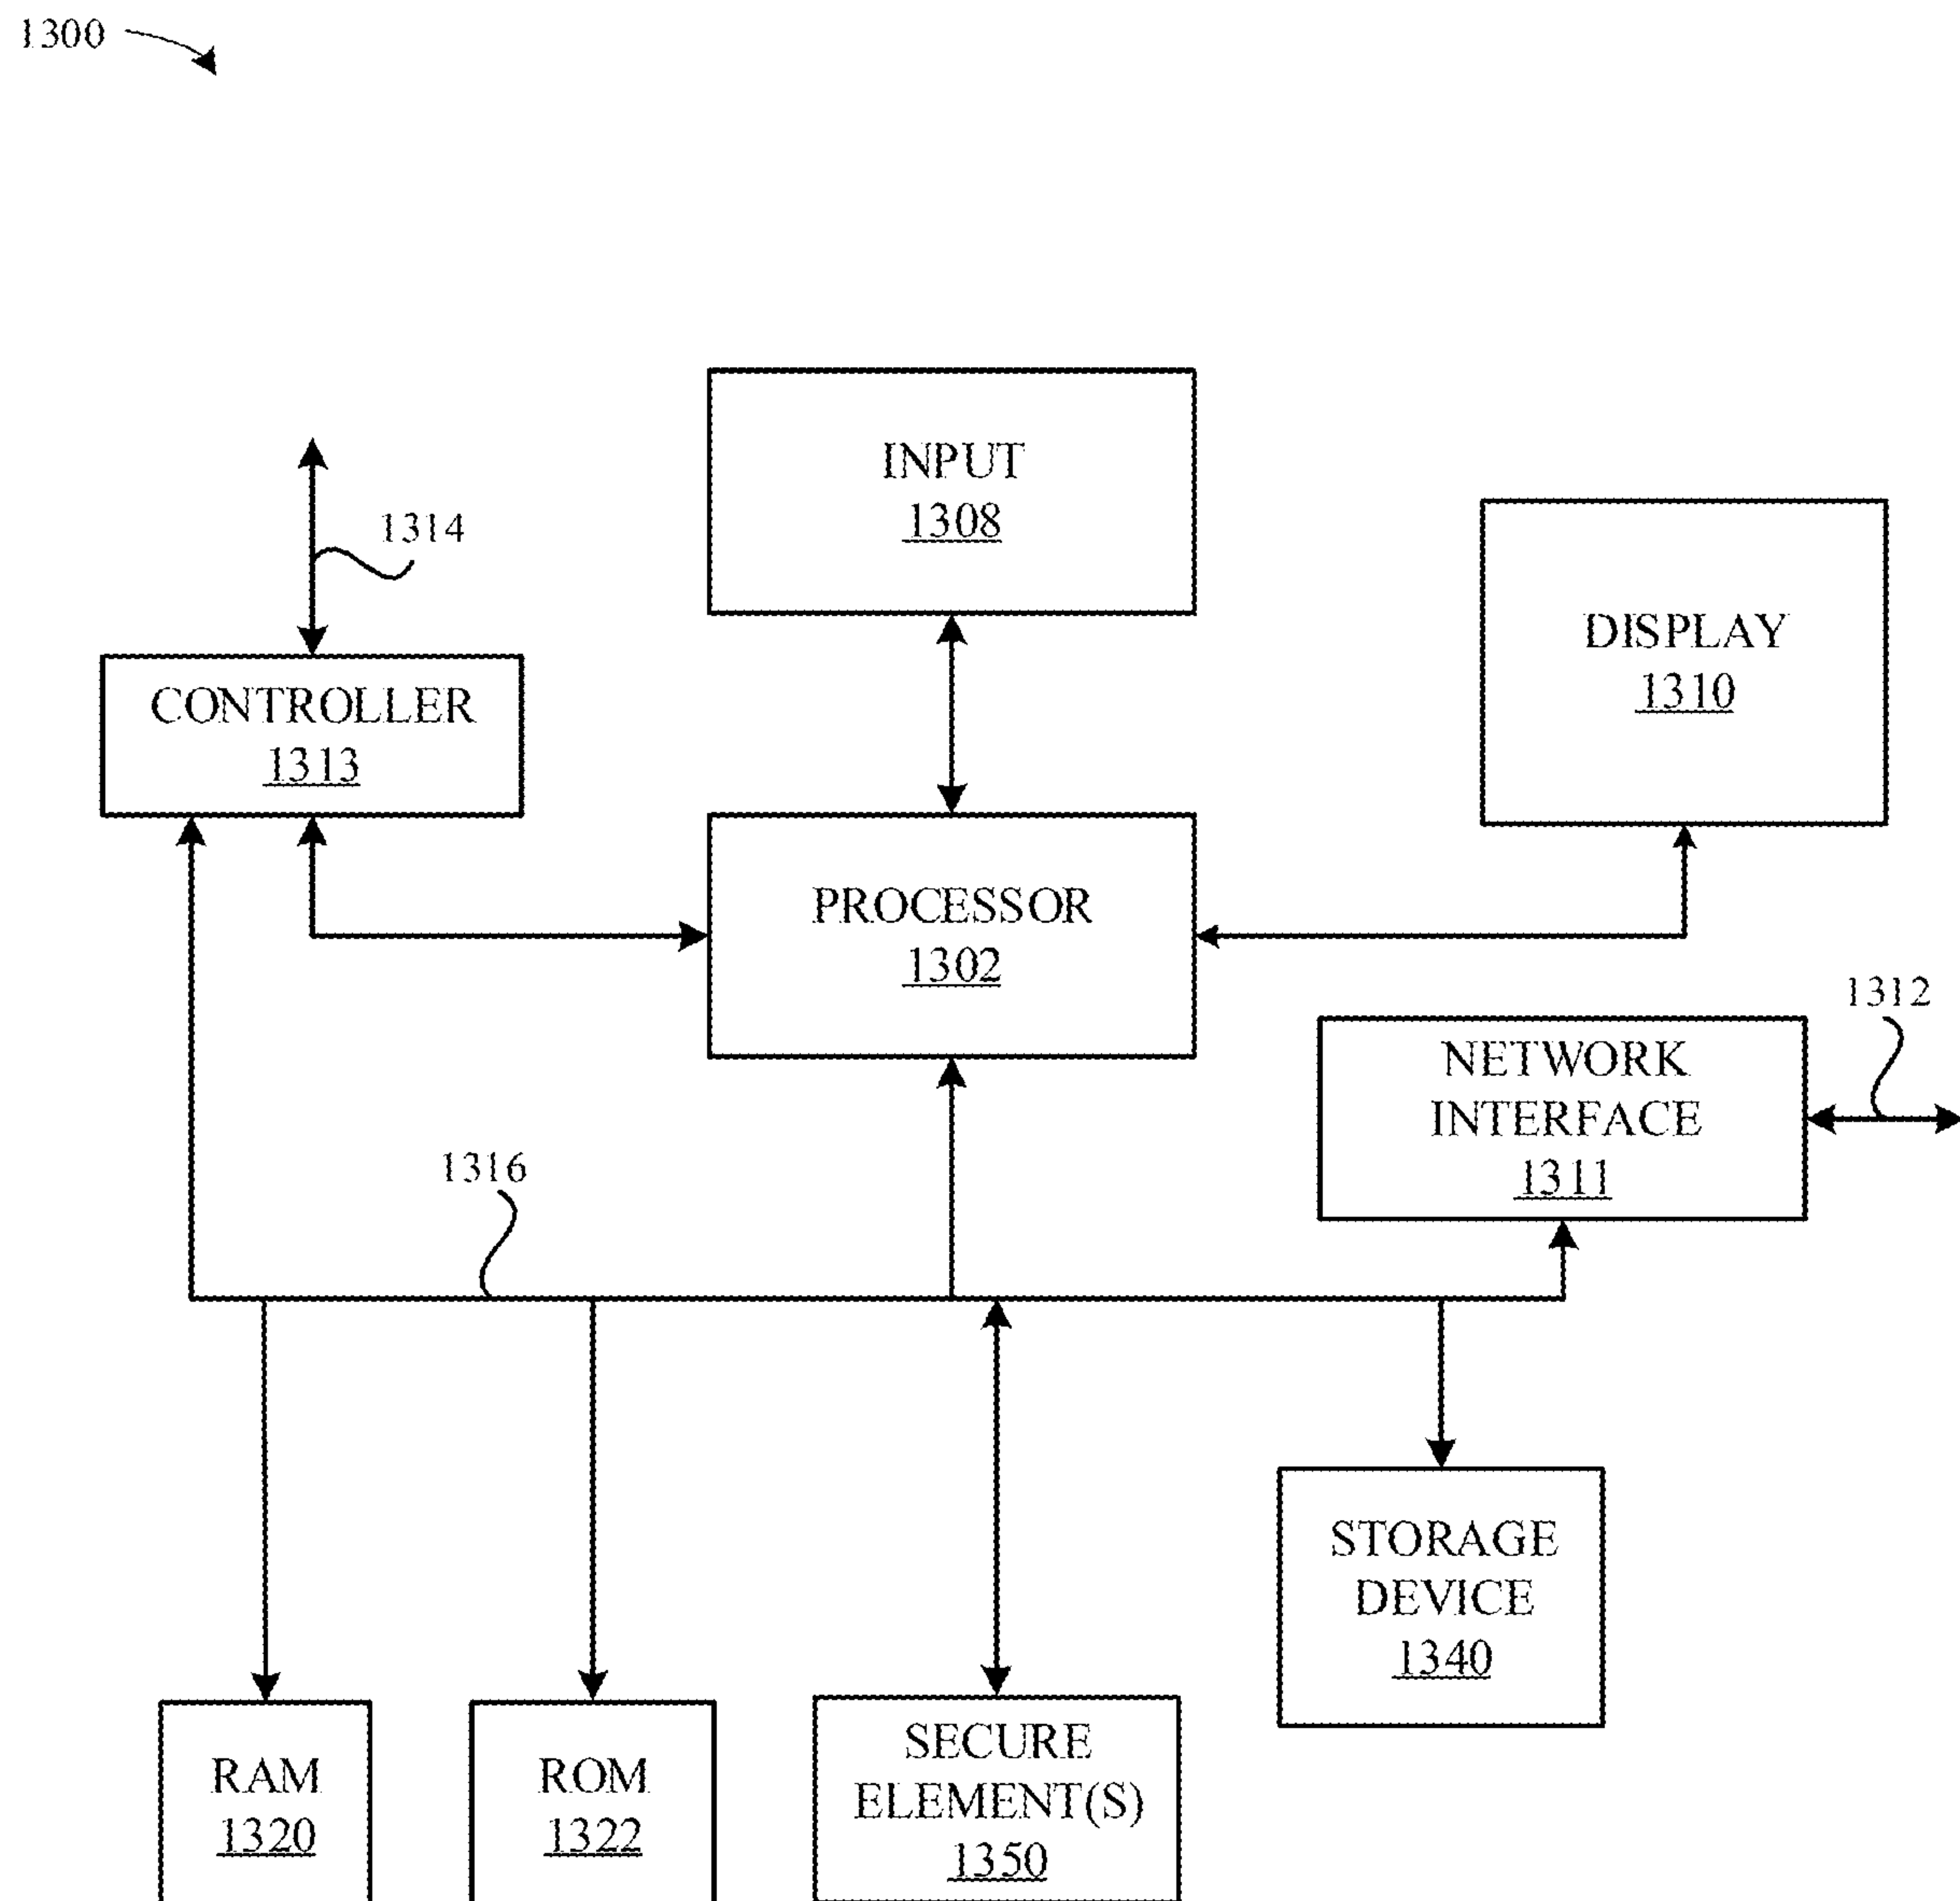 1300
INPUT
1308
1314
DISPLAY
1310
CONTROLLER
1313
PROCESSOR
1302
1312
NETWORK
INTERFACE
1311
1316
STORAGE
DEVICE
1340
RAM
1320
ROM
1322
SECURE
ELEMENT(S)
1350